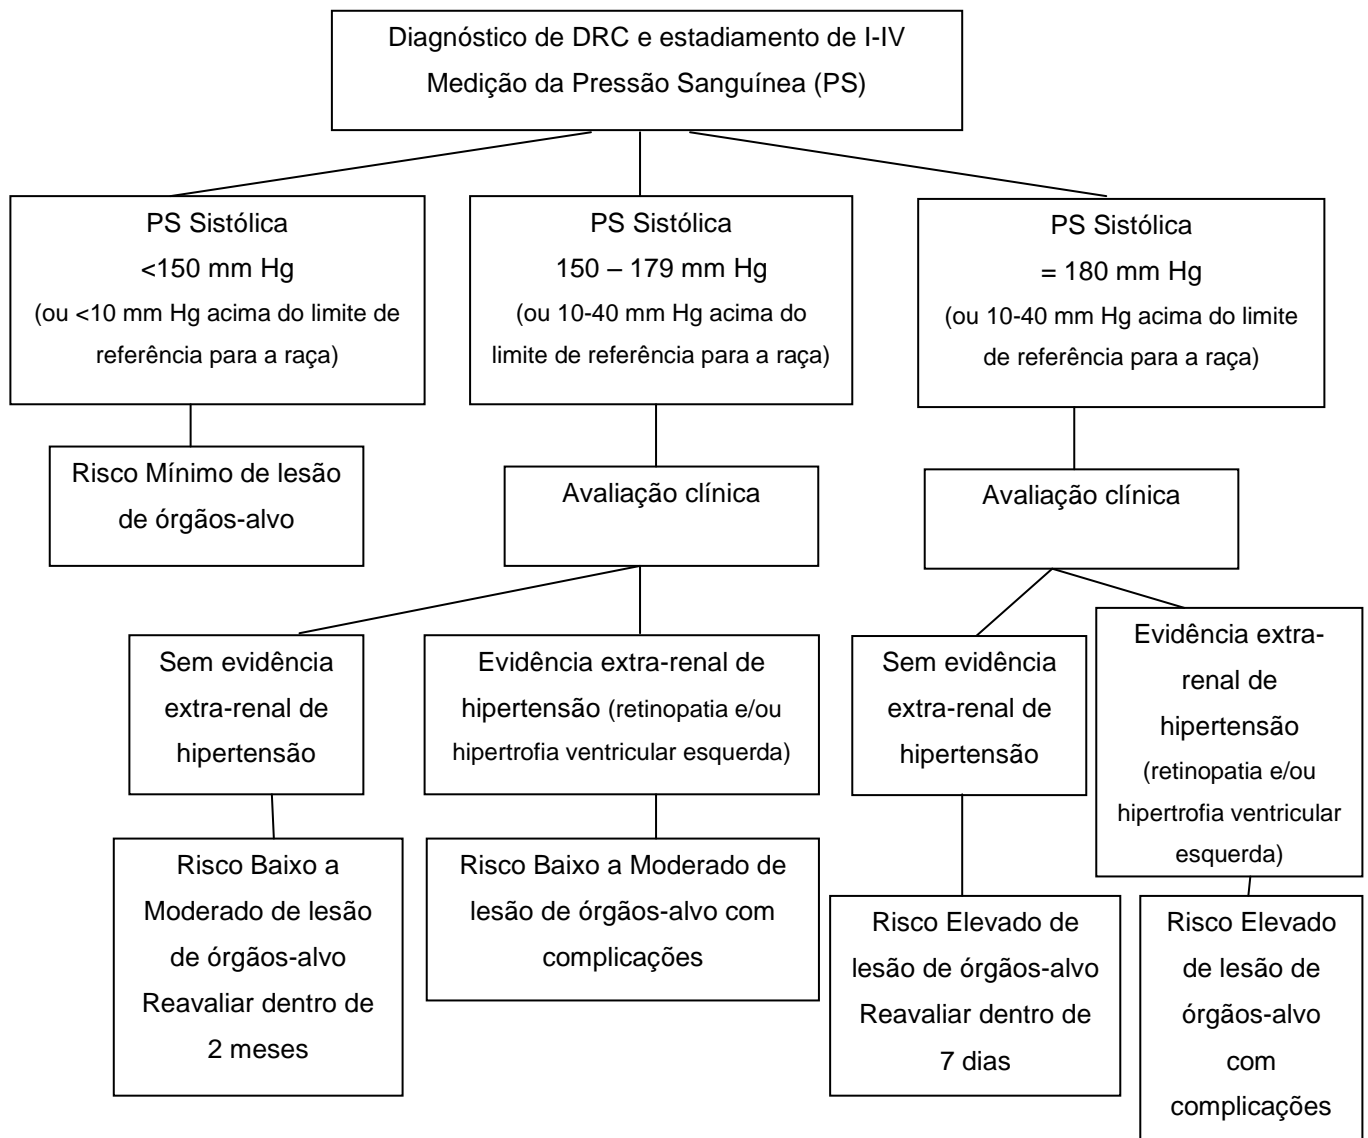 Diagnóstico de DRC e estadiamento de I-IV
Medição da Pressão Sanguínea (PS)
PS Sistólica
<150 mm Hg
(ou <10 mm Hg acima do limite de
referência para a raça)
PS Sistólica
150 – 179 mm Hg
(ou 10-40 mm Hg acima do
limite de referência para a raça)
PS Sistólica
= 180 mm Hg
(ou 10-40 mm Hg acima do limite
de referência para a raça)
Risco Mínimo de lesão
de órgãos-alvo
Avaliação clínica
Avaliação clínica
Sem evidência
extra-renal de
hipertensão
Evidência extra-renal de
hipertensão (retinopatia e/ou
hipertrofia ventricular esquerda)
Sem evidência
extra-renal de
hipertensão
Evidência extra-
renal de
hipertensão
(retinopatia e/ou
hipertrofia ventricular
esquerda)
Risco Baixo a
Moderado de lesão
de órgãos-alvo
Reavaliar dentro de
2 meses
Risco Baixo a Moderado de
lesão de órgãos-alvo com
complicações
Risco Elevado de
lesão de órgãos-alvo
Reavaliar dentro de
7 dias
Risco Elevado
de lesão de
órgãos-alvo
com
complicações